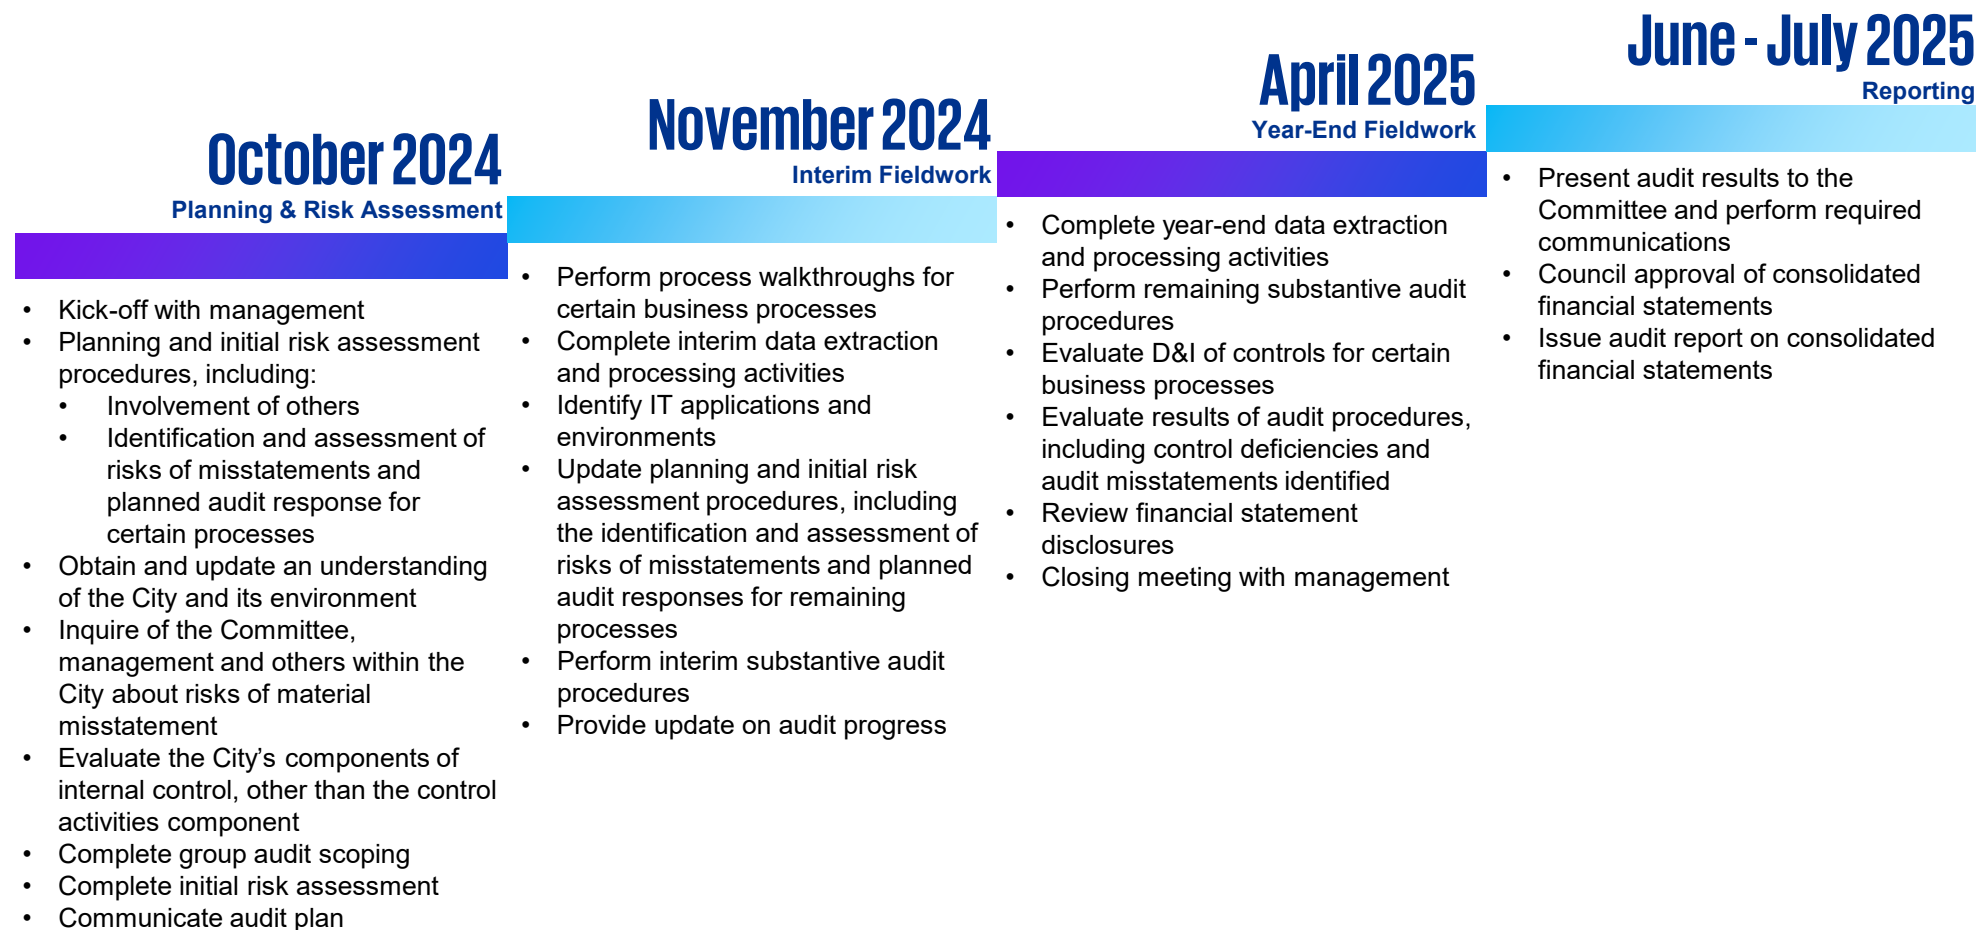 October 2024
Planning & Risk Assessment
• Kick-off with management
• Planning and initial risk assessment
procedures, including:
• Involvement of others
• Identification and assessment of
risks of misstatements and
planned audit response for
certain processes
• Obtain and update an understanding
of the City and its environment
• Inquire of the Committee,
management and others within the
City about risks of material
misstatement
• Evaluate the City’s components of
internal control, other than the control
activities component
• Complete group audit scoping
• Complete initial risk assessment
• Communicate audit plan
November 2024
Interim Fieldwork
• Perform process walkthroughs for
certain business processes
• Complete interim data extraction
and processing activities
• Identify IT applications and
environments
• Update planning and initial risk
assessment procedures, including
the identification and assessment of
risks of misstatements and planned
audit responses for remaining
processes
• Perform interim substantive audit
procedures
• Provide update on audit progress
April 2025
Year-End Fieldwork
• Complete year-end data extraction
and processing activities
• Perform remaining substantive audit
procedures
• Evaluate D&I of controls for certain
business processes
• Evaluate results of audit procedures,
including control deficiencies and
audit misstatements identified
• Review financial statement
disclosures
• Closing meeting with management
June - July 2025
Reporting
• Present audit results to the
Committee and perform required
communications
• Council approval of consolidated
financial statements
• Issue audit report on consolidated
financial statements